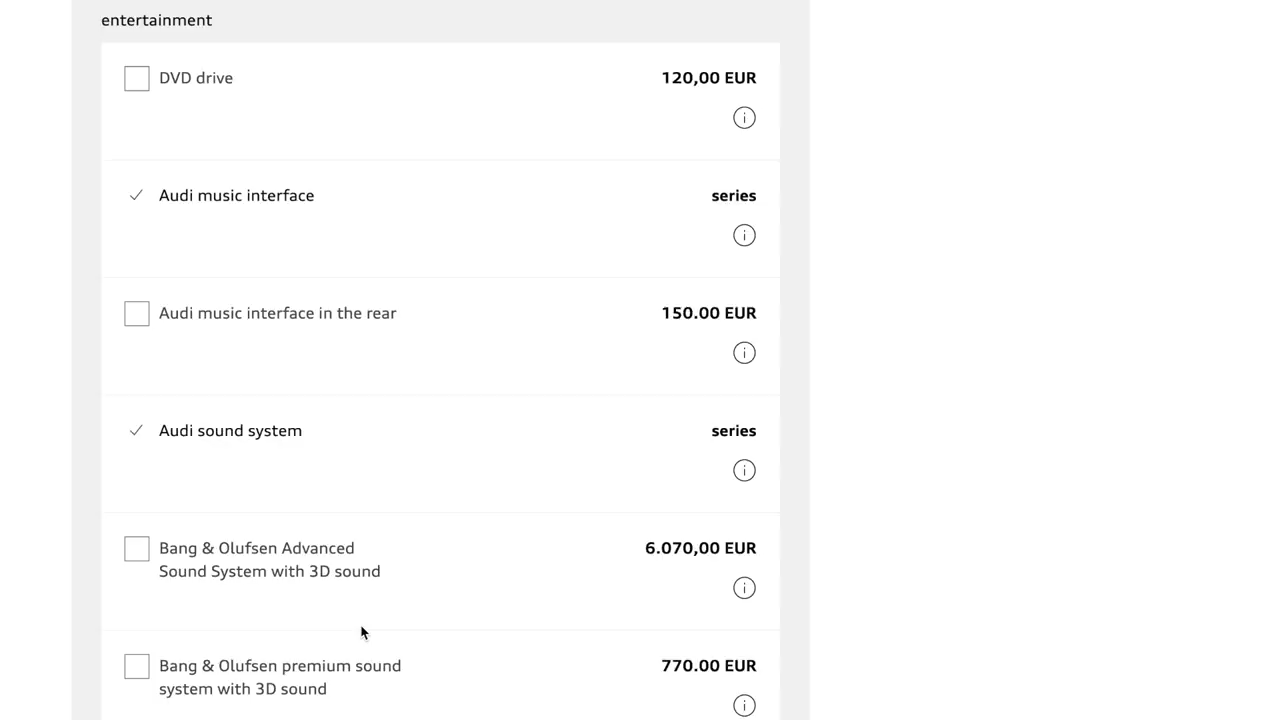 entertainment
DVD drive 120,00 EUR
Audi music interface series
Audi music interface in the rear 150.00 EUR
Audi sound system series
Bang & Olufsen Advanced 6.070,00 EUR
Sound System with 3D sound
Bang & Olufsen premium sound 770.00 EUR
system with 3D sound